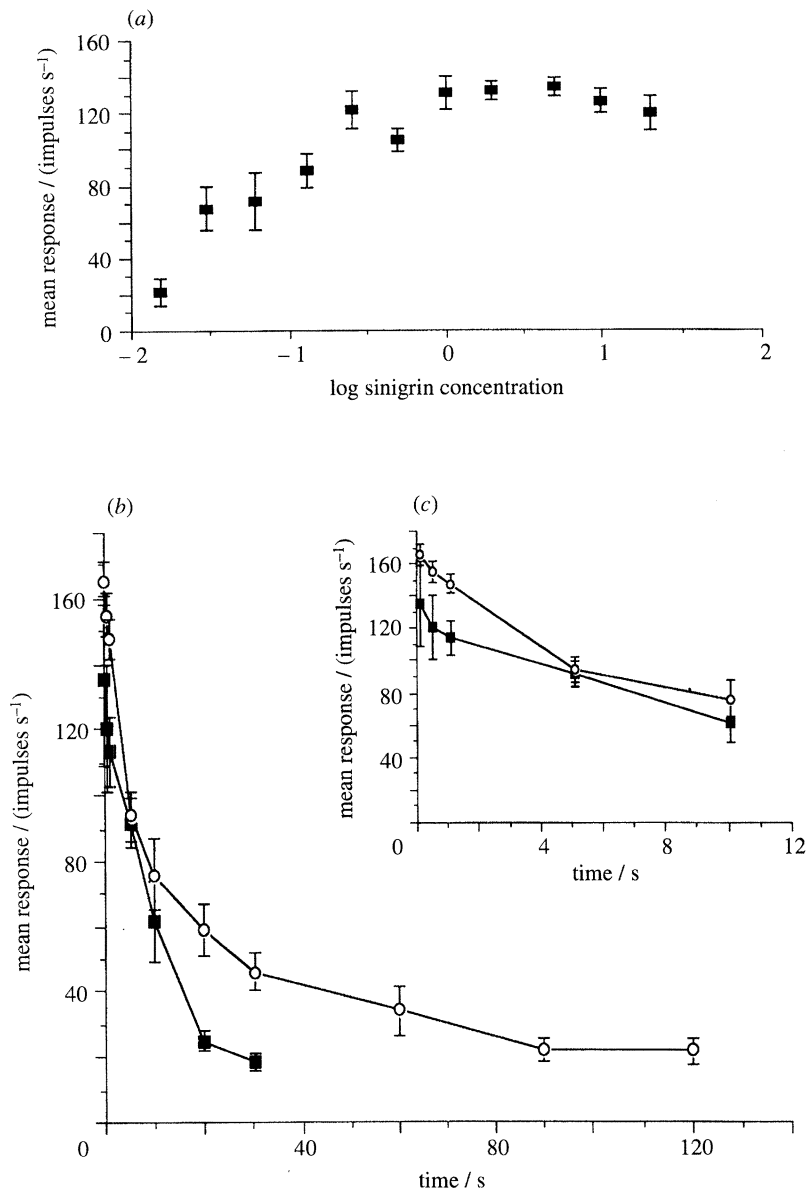 (a)
160
120
80
40
0
−2
−1
0
1
2
mean response / (impulses s⁻¹)
log sinigrin concentration
(b)
160
120
80
40
0
40
80
120
mean response / (impulses s⁻¹)
time / s
(c)
160
120
80
40
0
4
8
12
mean response / (impulses s⁻¹)
time / s